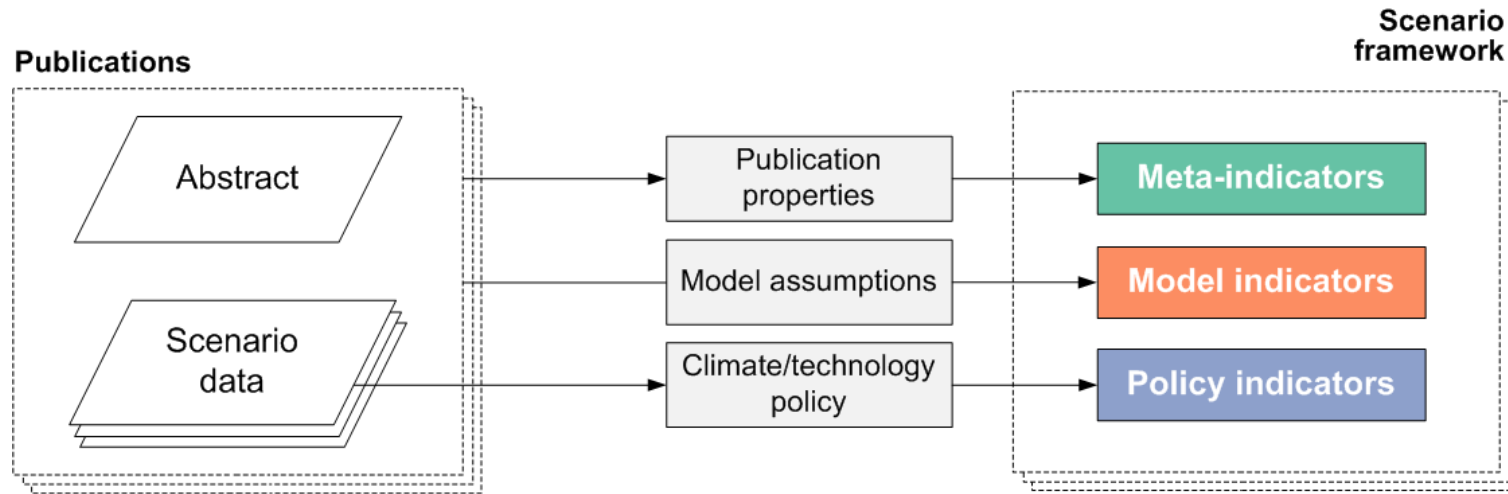 Publications
Abstract
Scenario
data
Publication
properties
Model assumptions
Climate/technology
policy
Scenario
framework
Meta-indicators
Model indicators
Policy indicators